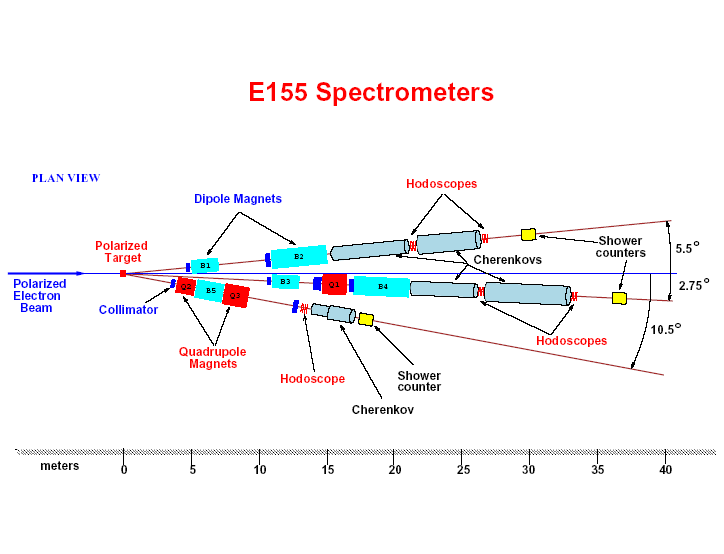 E155 Spectrometers
PLAN VIEW
Hodoscopes
Dipole Magnets
Polarized
Target
B1
B2
Cherenkovs
Shower
counters
5.5°
Polarized
Electron
Beam
Collimator
Q2
B5
Q3
B3
Q1
B4
2.75°
10.5°
Quadrupole
Magnets
Hodoscope
Hodoscopes
Shower
counter
Cherenkov
meters
0
5
10
15
20
25
30
35
40